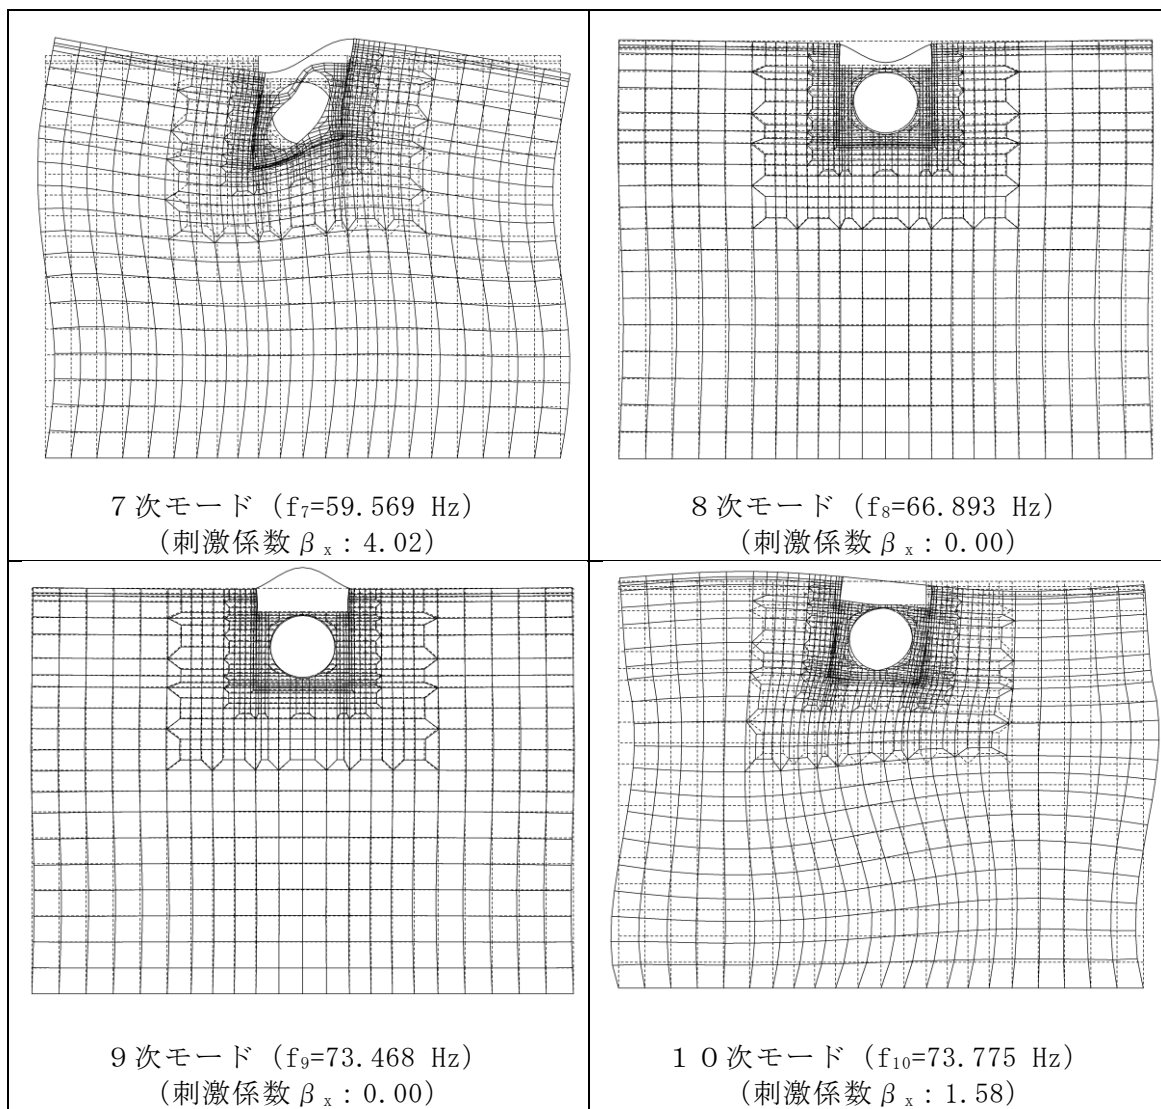 7次モード (f₇=59.569 Hz)
(刺激係数βₓ:4.02)
8次モード (f₈=66.893 Hz)
(刺激係数βₓ:0.00)
9次モード (f₉=73.468 Hz)
(刺激係数βₓ:0.00)
10次モード (f₁₀=73.775 Hz)
(刺激係数βₓ:1.58)